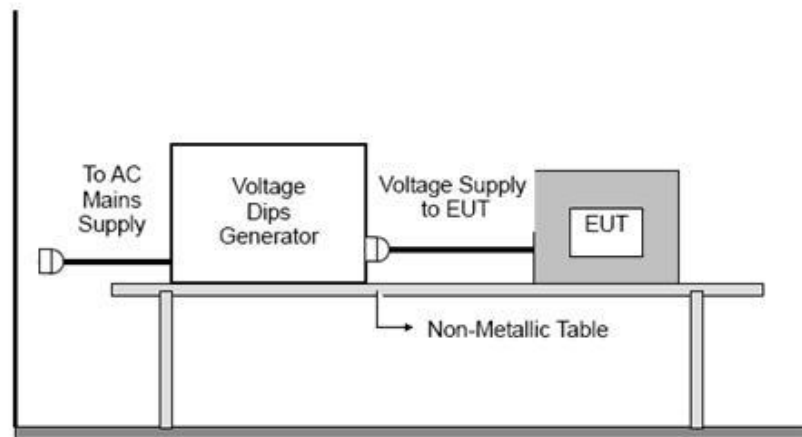 To AC
Mains
Supply
Voltage
Dips
Generator
Voltage Supply
to EUT
EUT
Non-Metallic Table